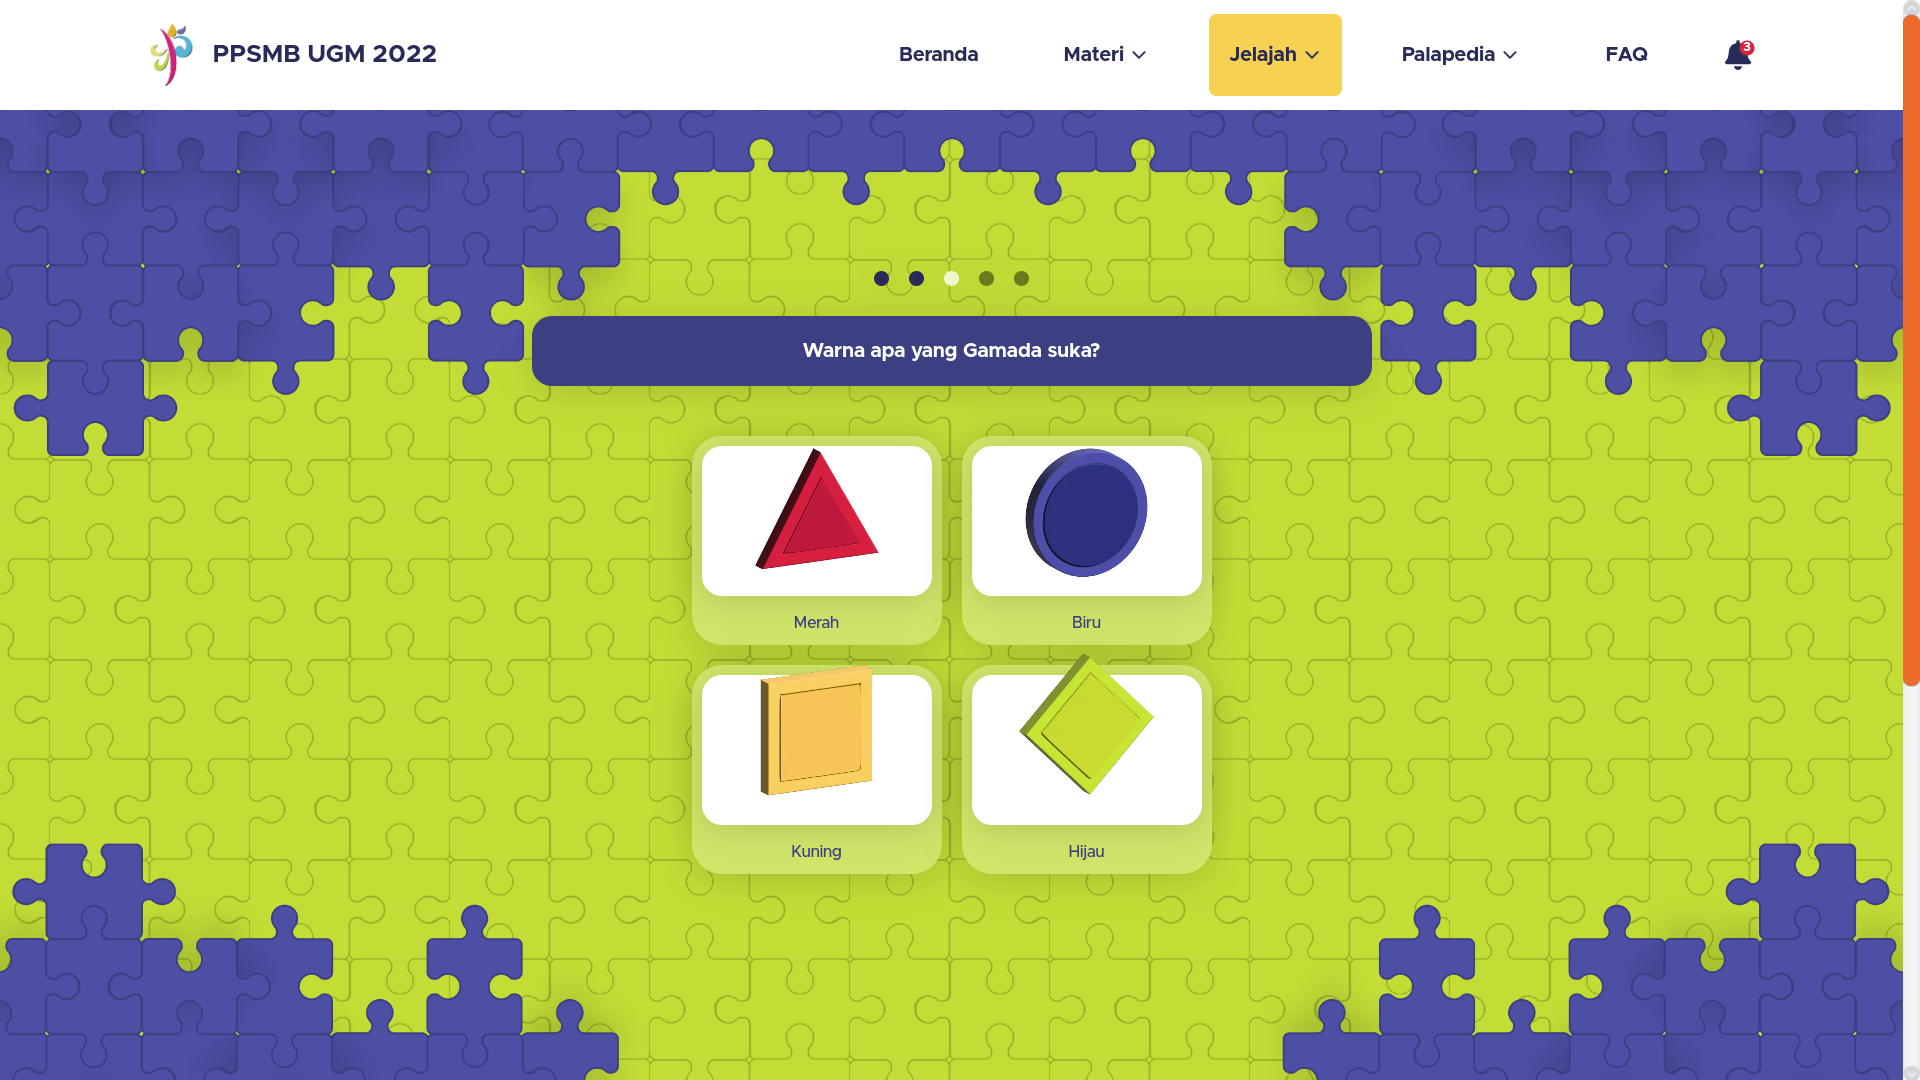 PPSMB UGM 2022
Beranda
Materi
Jelajah
Palapedia
FAQ
3
Warna apa yang Gamada suka?
Merah
Biru
Kuning
Hijau